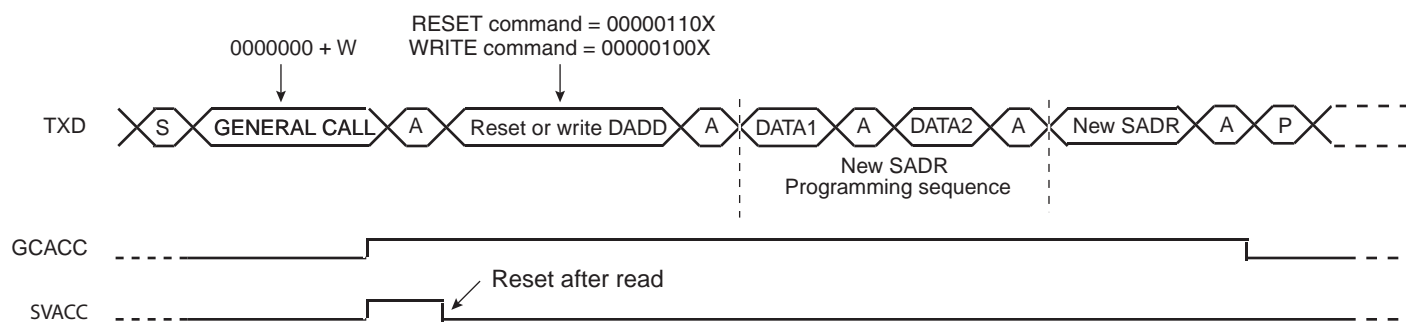 RESET command = 00000110X
0000000 + W
WRITE command = 00000100X
TXD
S
GENERAL CALL
A
Reset or write DADD
A
DATA1
A
DATA2
A
New SADR
A
P
New SADR
Programming sequence
GCACC
Reset after read
SVACC